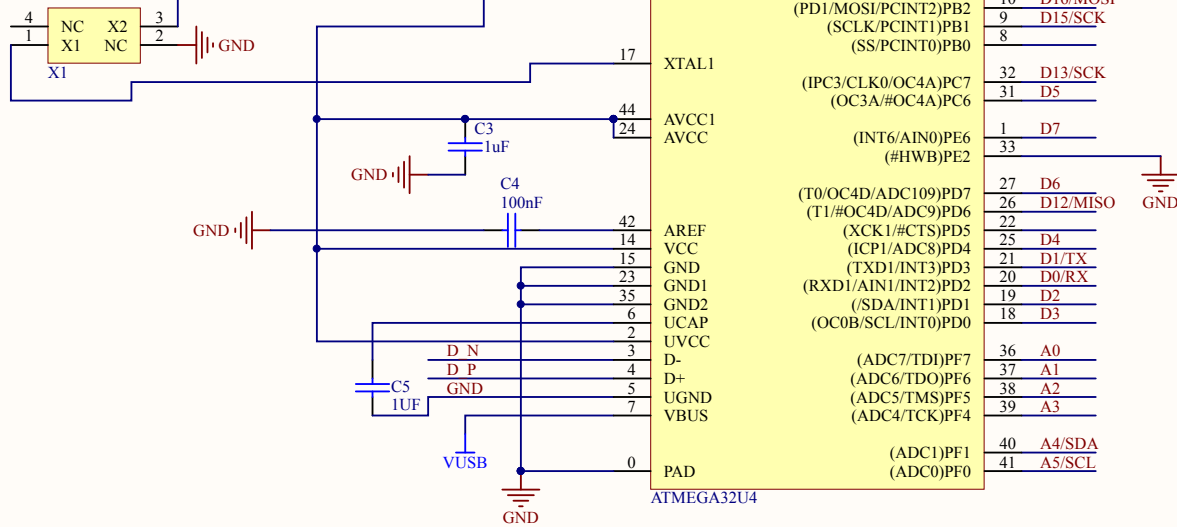 4 NC X2 3
1 X1 NC 2
GND
X1
17 XTAL1
44 AVCC1
24 AVCC
C3
1uF
GND
C4
100nF
GND
42 AREF
14 VCC
15 GND
23 GND1
35 GND2
6 UCAP
2 UVCC
D_N 3 D-
D_P 4 D+
GND 5 UGND
7 VBUS
C5
1UF
VUSB
0 PAD
GND
ATMEGA32U4
(PD1/MOSI/PCINT2)PB2 10 D16/MOSI
(SCLK/PCINT1)PB1 9 D15/SCK
(SS/PCINT0)PB0 8
(IPC3/CLK0/OC4A)PC7 32 D13/SCK
(OC3A/#OC4A)PC6 31 D5
(INT6/AIN0)PE6 1 D7
(#HWB)PE2 33
GND
(T0/OC4D/ADC109)PD7 27 D6
(T1/#OC4D/ADC9)PD6 26 D12/MISO
(XCK1/#CTS)PD5 22
(ICP1/ADC8)PD4 25 D4
(TXD1/INT3)PD3 21 D1/TX
(RXD1/AIN1/INT2)PD2 20 D0/RX
(/SDA/INT1)PD1 19 D2
(OC0B/SCL/INT0)PD0 18 D3
(ADC7/TDI)PF7 36 A0
(ADC6/TDO)PF6 37 A1
(ADC5/TMS)PF5 38 A2
(ADC4/TCK)PF4 39 A3
(ADC1)PF1 40 A4/SDA
(ADC0)PF0 41 A5/SCL